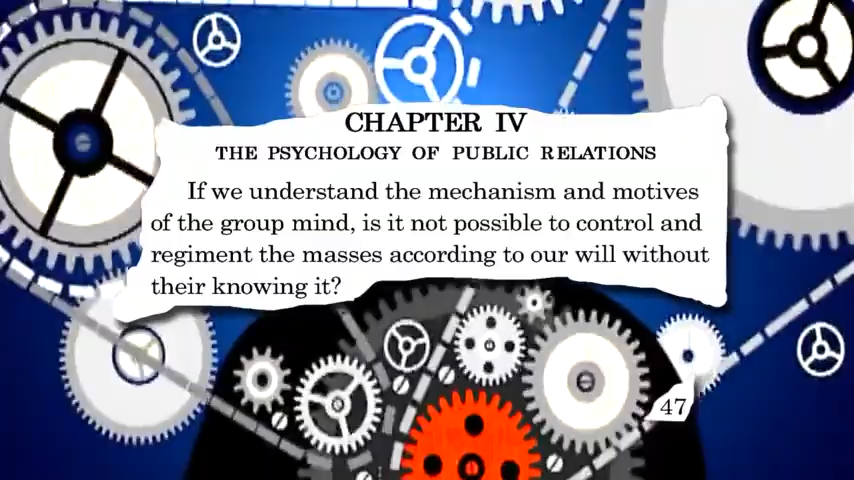 CHAPTER IV
THE PSYCHOLOGY OF PUBLIC RELATIONS
If we understand the mechanism and motives
of the group mind, is it not possible to control and
regiment the masses according to our will without
their knowing it?
47